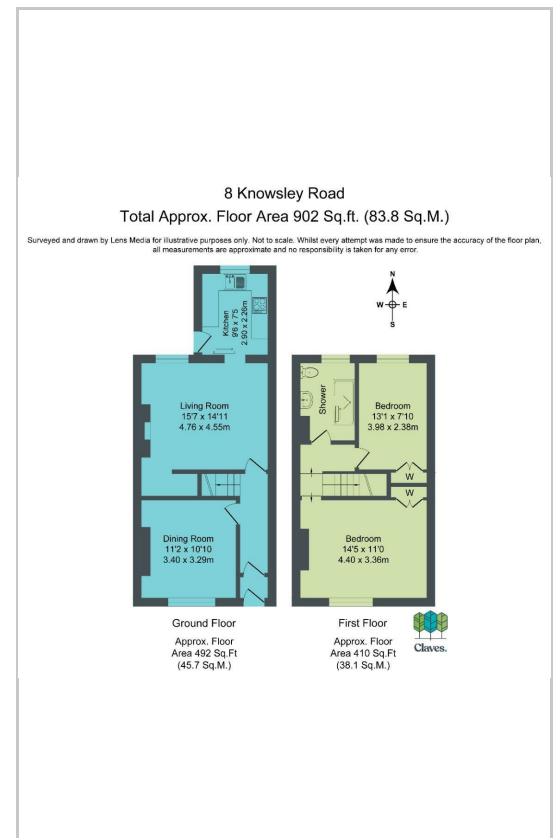 8 Knowsley Road
Total Approx. Floor Area 902 Sq.ft. (83.8 Sq.M.)
Surveyed and drawn by Lens Media for illustrative purposes only. Not to scale. Whilst every attempt was made to ensure the accuracy of the floor plan,
all measurements are approximate and no responsibility is taken for any error.
N
W E
S
Kitchen
9'6 x 7'5
2.90 x 2.26m
Living Room
15'7 x 14'11
4.76 x 4.55m
Dining Room
11'2 x 10'10
3.40 x 3.29m
Shower
Bedroom
13'1 x 7'10
3.98 x 2.38m
W
W
Bedroom
14'5 x 11'0
4.40 x 3.36m
Ground Floor
Approx. Floor
Area 492 Sq.Ft
(45.7 Sq.M.)
First Floor
Approx. Floor
Area 410 Sq.Ft
(38.1 Sq.M.)
Claves.